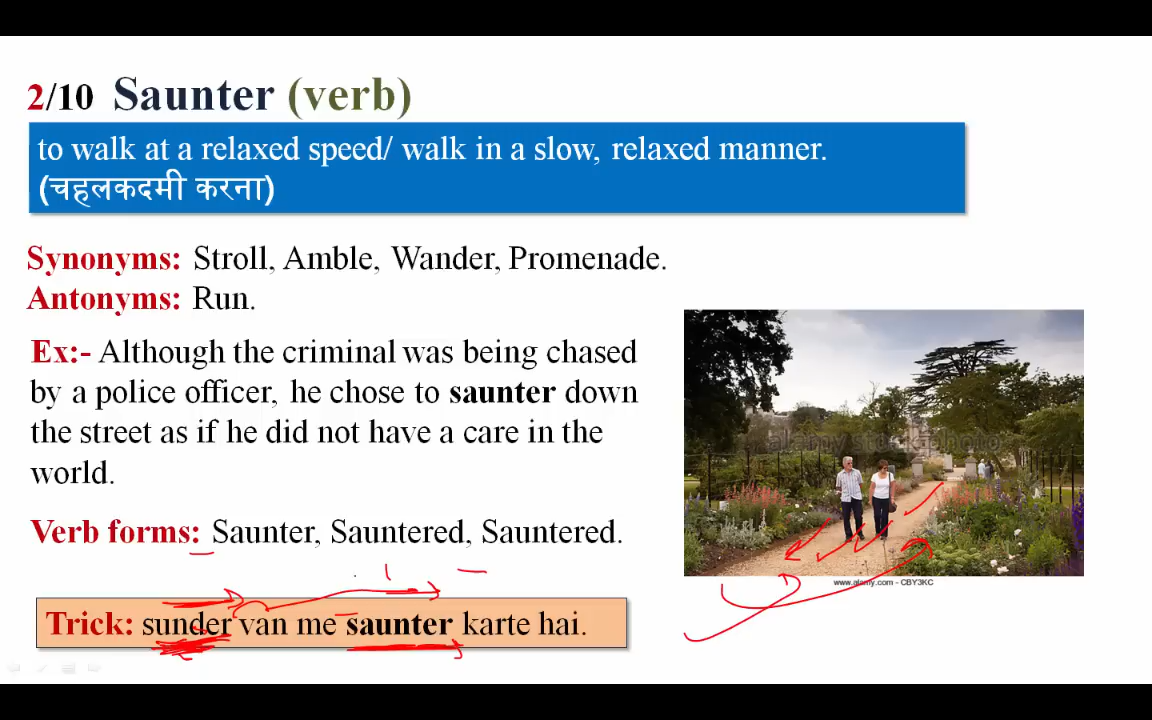 2/10 Saunter (verb)
to walk at a relaxed speed/ walk in a slow, relaxed manner.
(चहलकदमी करना)
Synonyms: Stroll, Amble, Wander, Promenade.
Antonyms: Run.
Ex:- Although the criminal was being chased
by a police officer, he chose to saunter down
the street as if he did not have a care in the
world.
Verb forms: Saunter, Sauntered, Sauntered.
Trick: sunder van me saunter karte hai.
alamy stock photo
www.alamy.com - CBY3KC